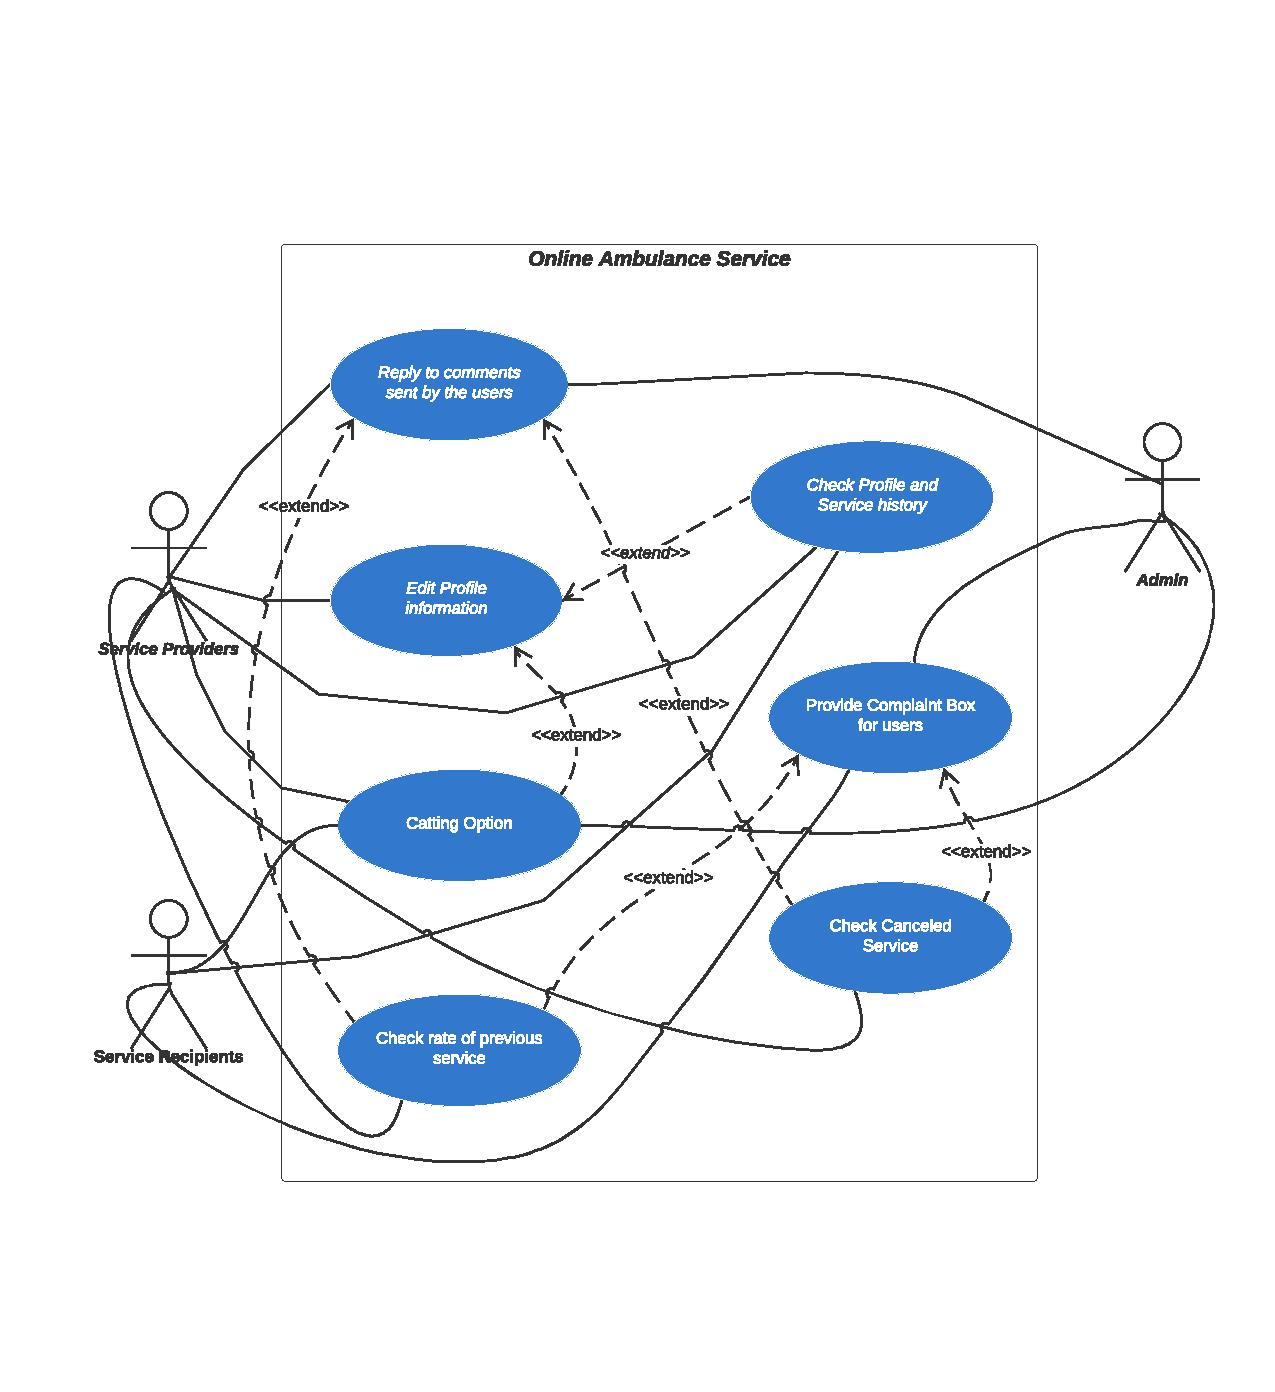 Online Ambulance Service
Reply to comments
sent by the users
Check Profile and
Service history
<<extend>>
<<extend>>
Admin
Edit Profile
information
Service Providers
<<extend>>
Provide Complaint Box
for users
<<extend>>
Catting Option
<<extend>>
<<extend>>
Check Canceled
Service
Check rate of previous
service
Service Recipients